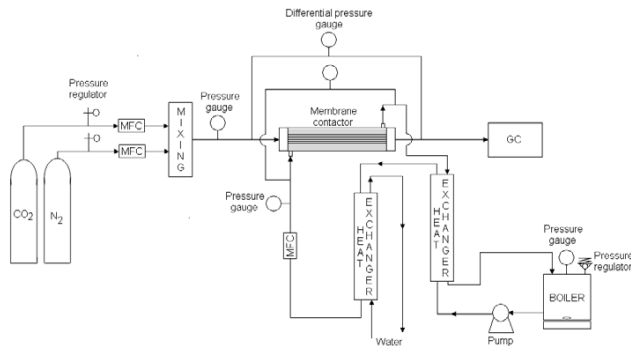 Differential pressure
gauge
Pressure
regulator
Pressure
gauge
Membrane
contactor
MFC
MFC
MIXING
GC
CO2
N2
Pressure
gauge
MFC
HEAT
EXCHANGER
HEAT
EXCHANGER
Pressure
gauge
Pressure
regulator
BOILER
Pump
Water